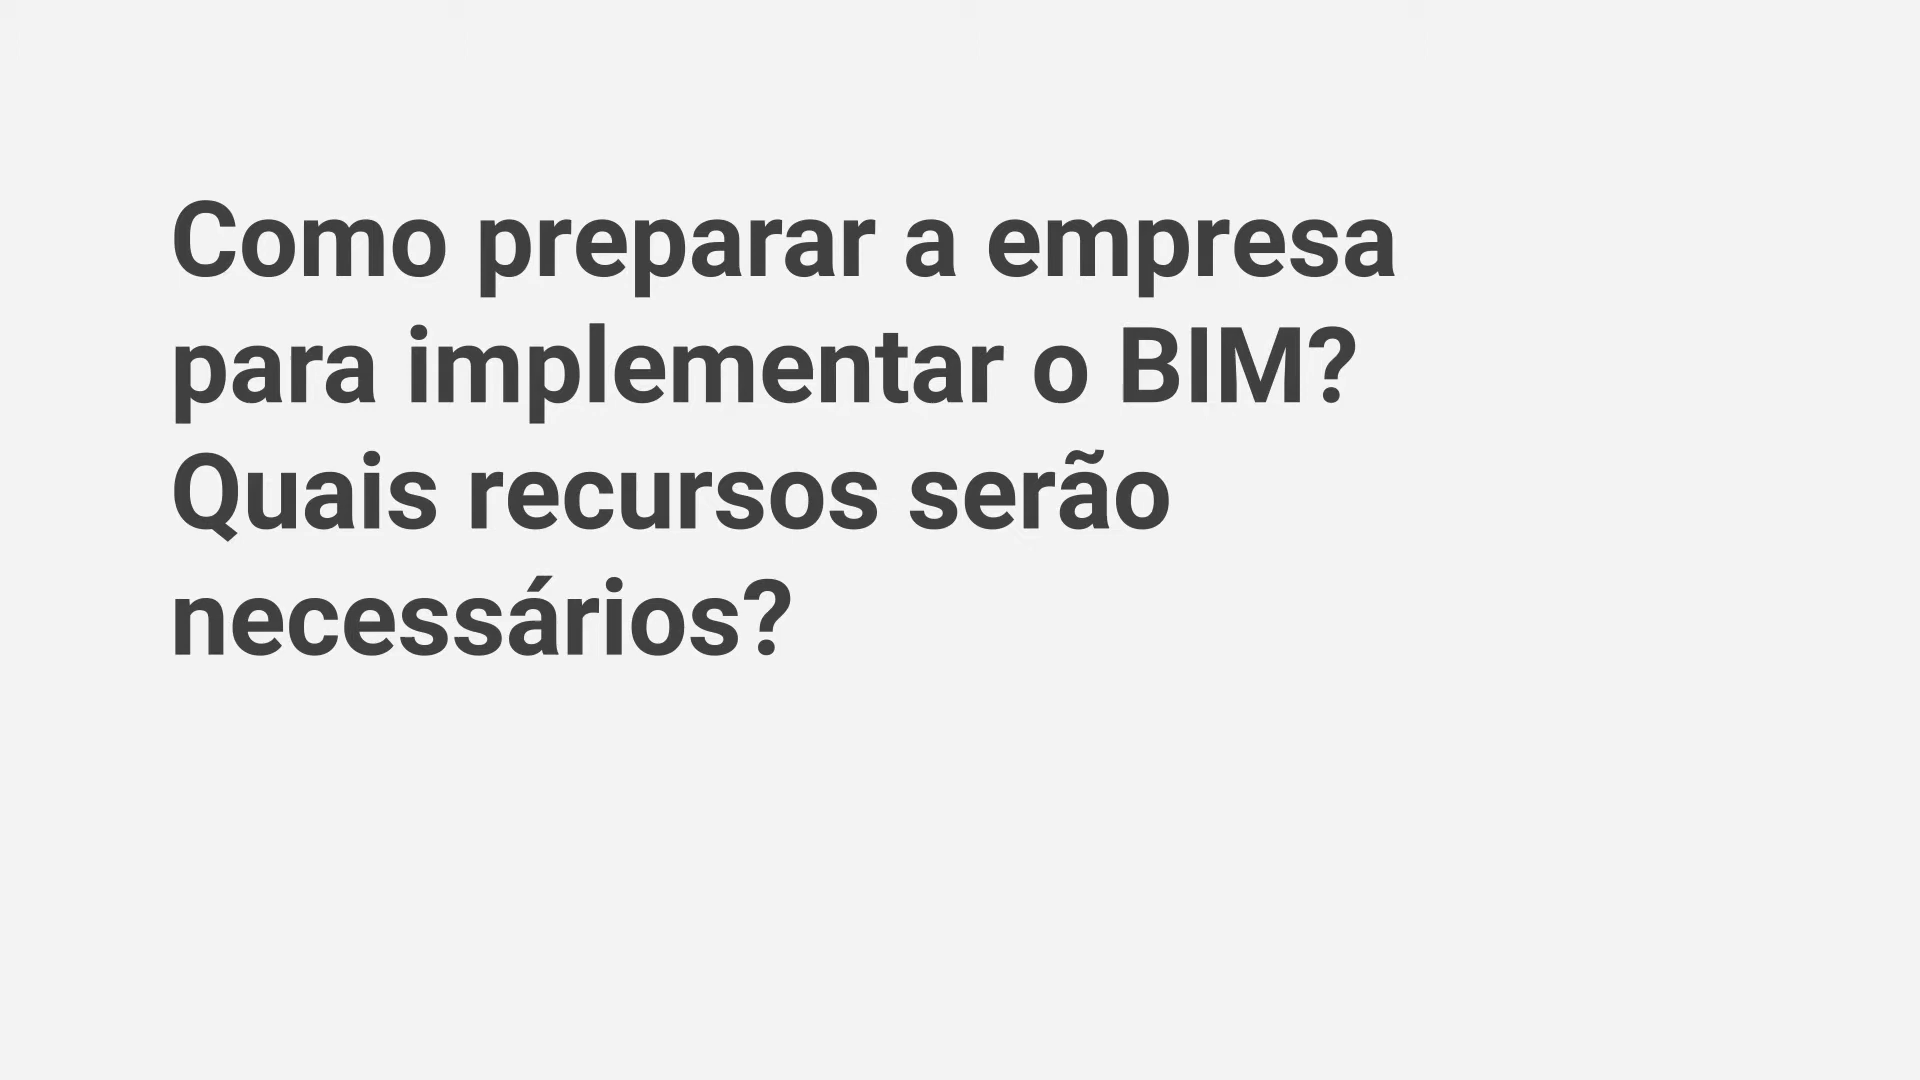 Como preparar a empresa
para implementar o BIM?
Quais recursos serão
necessários?